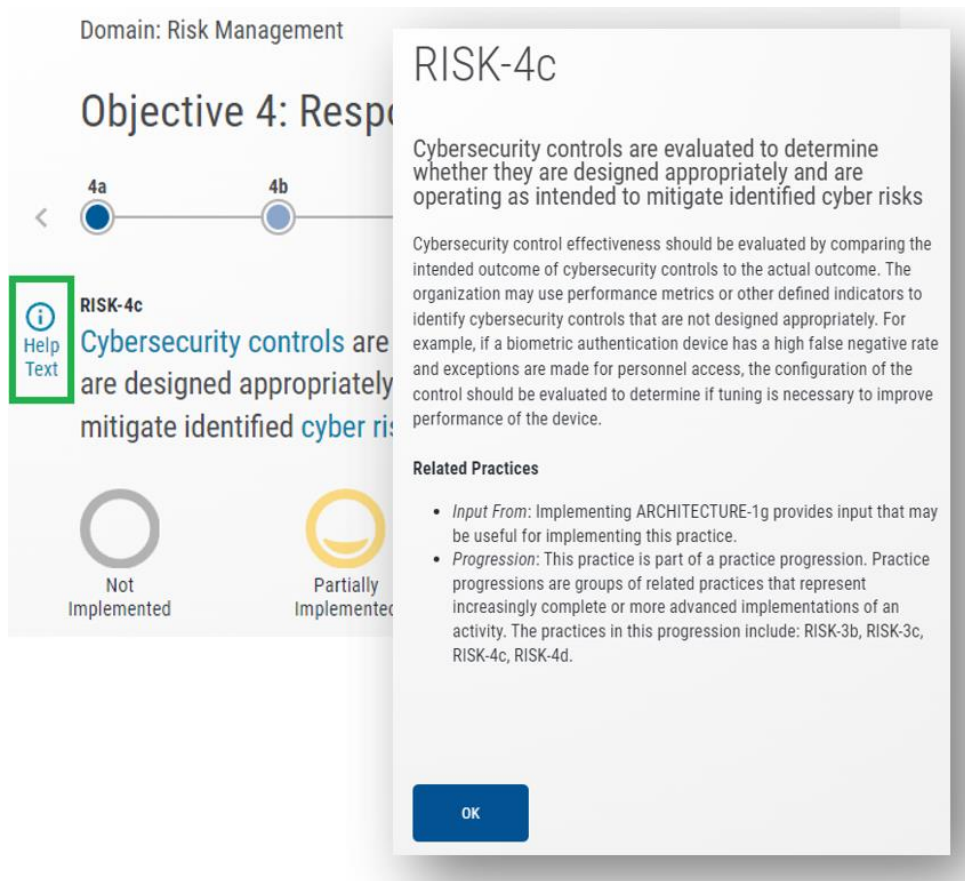 Domain: Risk Management
Objective 4: Resp
4a
4b
Help
Text
RISK-4c
Cybersecurity controls are
are designed appropriately
mitigate identified cyber ris
Not
Implemented
Partially
Implemented
RISK-4c
Cybersecurity controls are evaluated to determine
whether they are designed appropriately and are
operating as intended to mitigate identified cyber risks
Cybersecurity control effectiveness should be evaluated by comparing the
intended outcome of cybersecurity controls to the actual outcome. The
organization may use performance metrics or other defined indicators to
identify cybersecurity controls that are not designed appropriately. For
example, if a biometric authentication device has a high false negative rate
and exceptions are made for personnel access, the configuration of the
control should be evaluated to determine if tuning is necessary to improve
performance of the device.
Related Practices
• Input From: Implementing ARCHITECTURE-1g provides input that may
be useful for implementing this practice.
• Progression: This practice is part of a practice progression. Practice
progressions are groups of related practices that represent
increasingly complete or more advanced implementations of an
activity. The practices in this progression include: RISK-3b, RISK-3c,
RISK-4c, RISK-4d.
OK